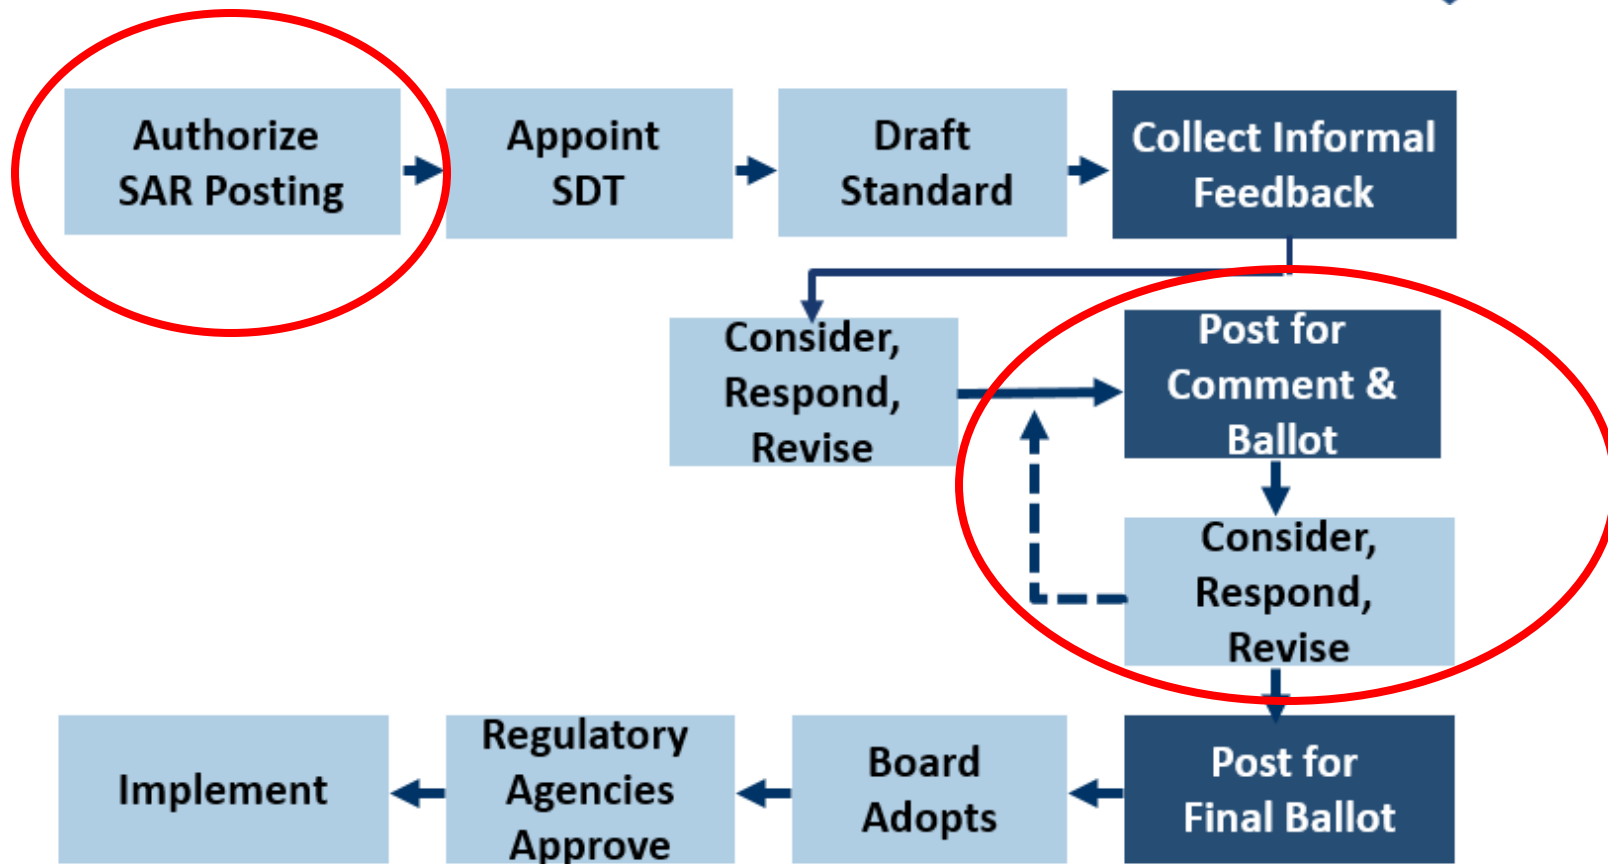 Authorize
SAR Posting
Appoint
SDT
Draft
Standard
Collect Informal
Feedback
Consider,
Respond,
Revise
Post for
Comment &
Ballot
Consider,
Respond,
Revise
Post for
Final Ballot
Board
Adopts
Regulatory
Agencies
Approve
Implement